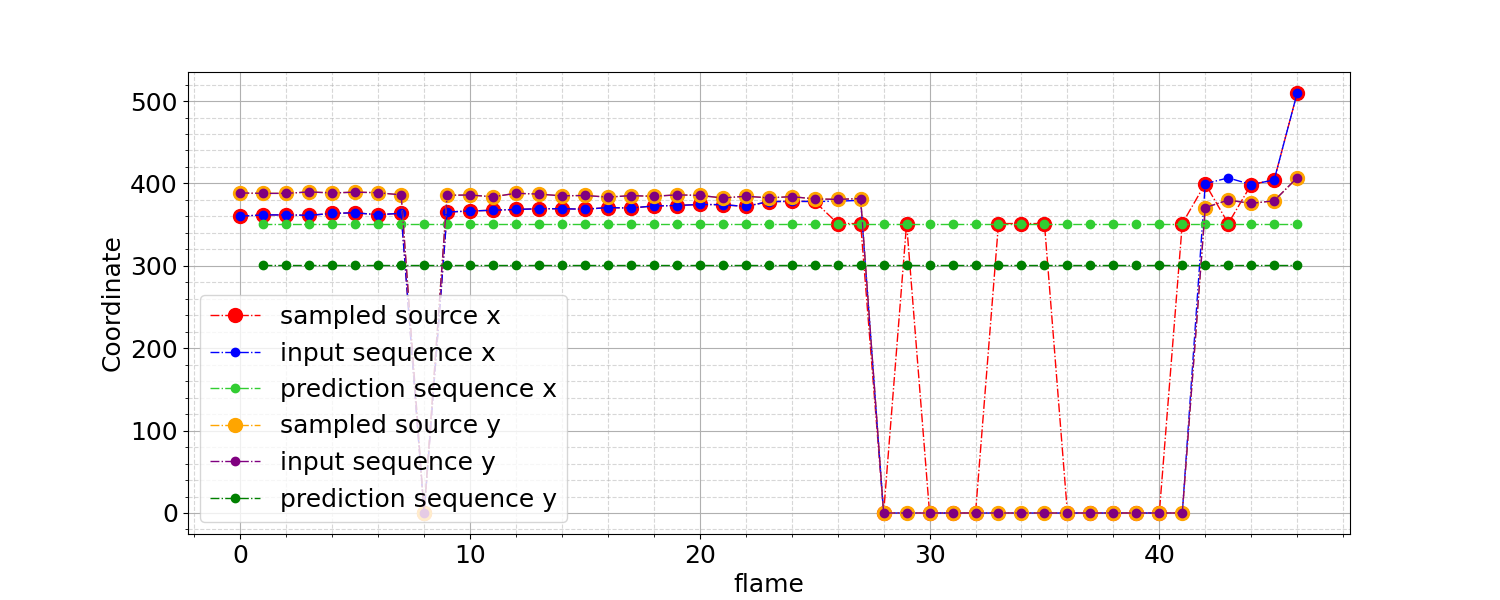 500
400
300
200
100
0
Coordinate
sampled source x
input sequence x
prediction sequence x
sampled source y
input sequence y
prediction sequence y
0 10 20 30 40
flame